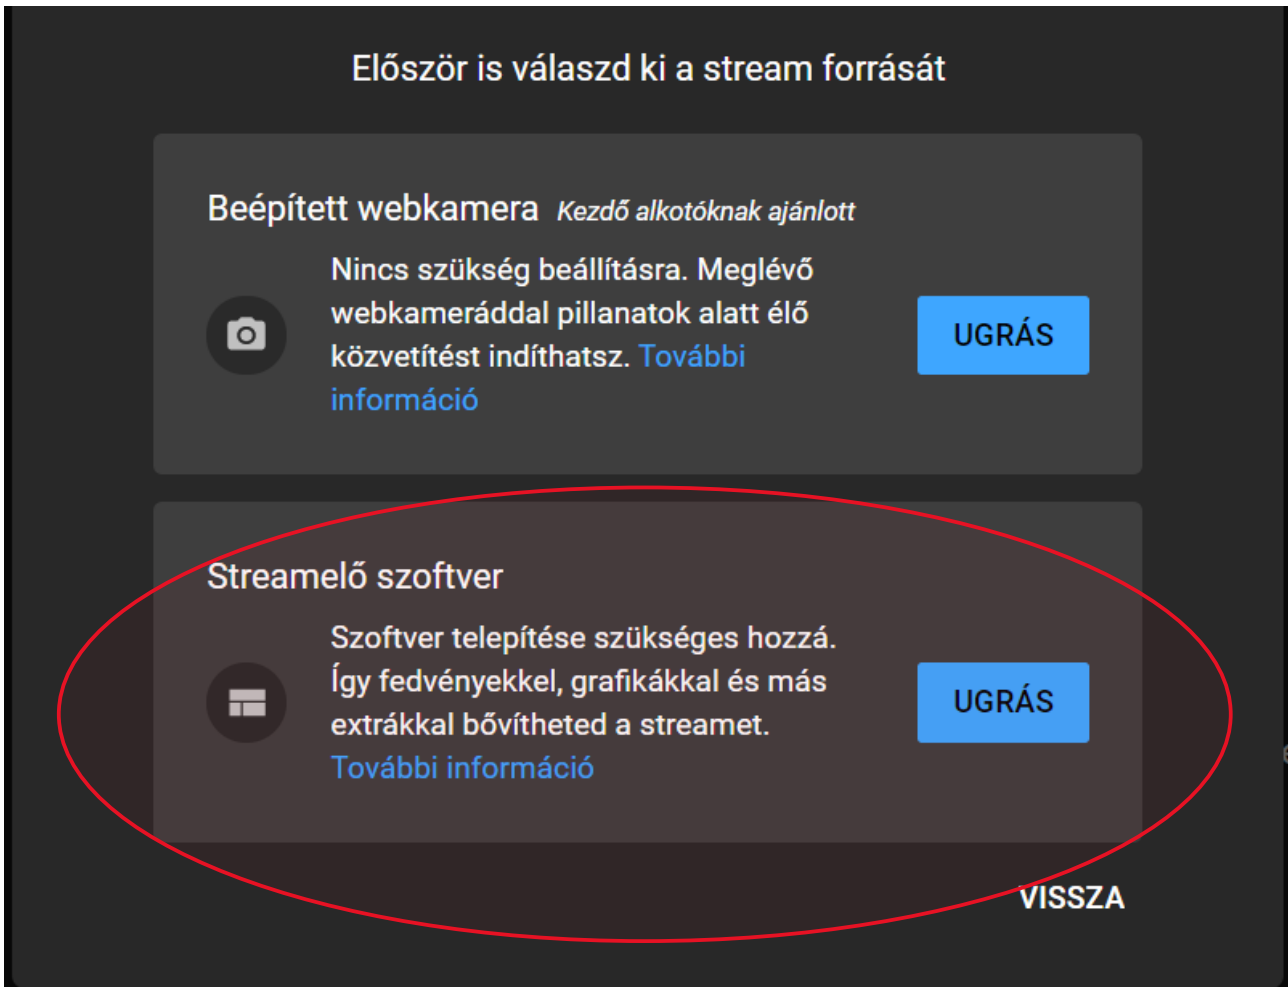 Először is válaszd ki a stream forrását
Beépített webkamera Kezdő alkotóknak ajánlott
Nincs szükség beállításra. Meglévő
webkameráddal pillanatok alatt élő
közvetítést indíthatsz. További
információ
UGRÁS
Streamelő szoftver
Szoftver telepítése szükséges hozzá.
Így fedvényekkel, grafikákkal és más
extrákkal bővítheted a streamet.
További információ
UGRÁS
VISSZA